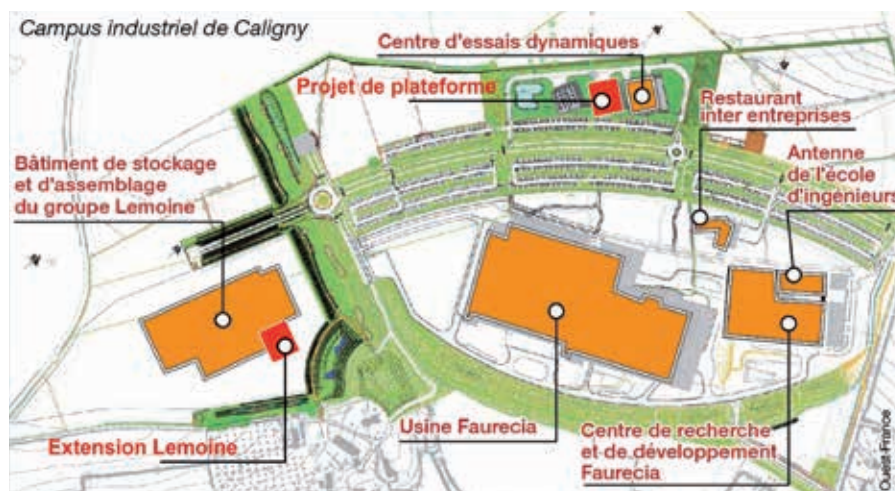 Campus industriel de Caligny
Centre d'essais dynamiques
Projet de plateforme
Restaurant
inter entreprises
Bâtiment de stockage
et d'assemblage
du groupe Lemoine
Antenne
de l'école
d'ingénieurs
Extension Lemoine
Usine Faurecia
Centre de recherche
et de développement
Faurecia
Ouest-France